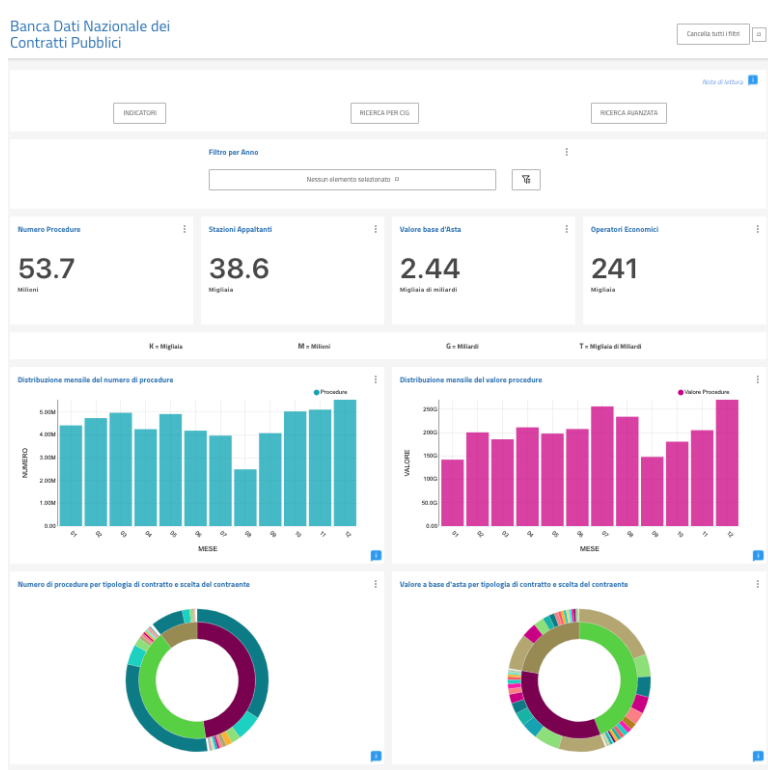 Banca Dati Nazionale dei
Contratti Pubblici
Cancella tutti i filtri
Note di lettura
INDICATORI
RICERCA PER CIG
RICERCA AVANZATA
Filtro per Anno
Nessun elemento selezionato
Numero Procedure
53.7
Milioni
Stazioni Appaltanti
38.6
Migliaia
Valore base d'Asta
2.44
Migliaia di miliardi
Operatori Economici
241
Migliaia
K = Migliaia
M = Milioni
G = Miliardi
T = Migliaia di Miliardi
Distribuzione mensile del numero di procedure
Procedure
5.00M
4.00M
3.00M
2.00M
1.00M
0.00
NUMERO
01 02 03 04 05 06 07 08 09 10 11 12
MESE
Distribuzione mensile del valore procedure
Valore Procedure
250G
200G
150G
100G
50.0G
0.00
VALORE
01 02 03 04 05 06 07 08 09 10 11 12
MESE
Numero di procedure per tipologia di contratto e scelta del contraente
Valore a base d'asta per tipologia di contratto e scelta del contraente